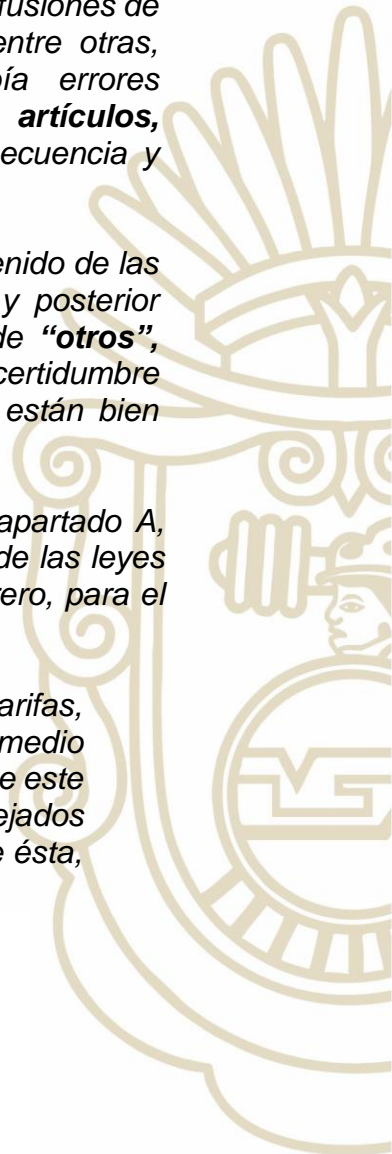 fusiones de
entre otras,
ía errores
artículos,
ecuencia y
enido de las
y posterior
de “otros”,
certidumbre
están bien
apartado A,
de las leyes
rero, para el
arifas,
medio
e este
ejados
e ésta,